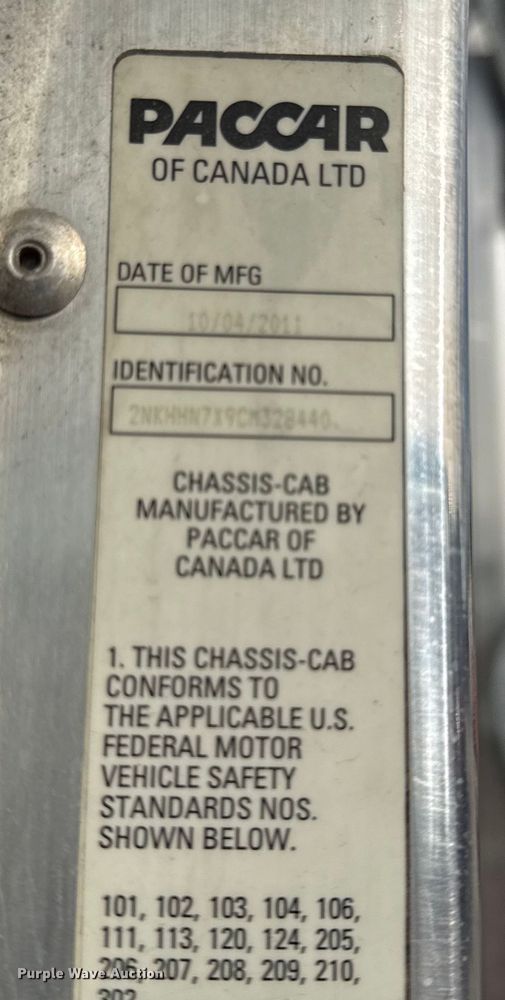 PACCAR
OF CANADA LTD
DATE OF MFG
10/04/2011
IDENTIFICATION NO.
2NKHHN7X9CM328440.
CHASSIS-CAB
MANUFACTURED BY
PACCAR OF
CANADA LTD
1. THIS CHASSIS-CAB
CONFORMS TO
THE APPLICABLE U.S.
FEDERAL MOTOR
VEHICLE SAFETY
STANDARDS NOS.
SHOWN BELOW.
101, 102, 103, 104, 106,
111, 113, 120, 124, 205,
206, 207, 208, 209, 210,
302
Purple Wave Auction